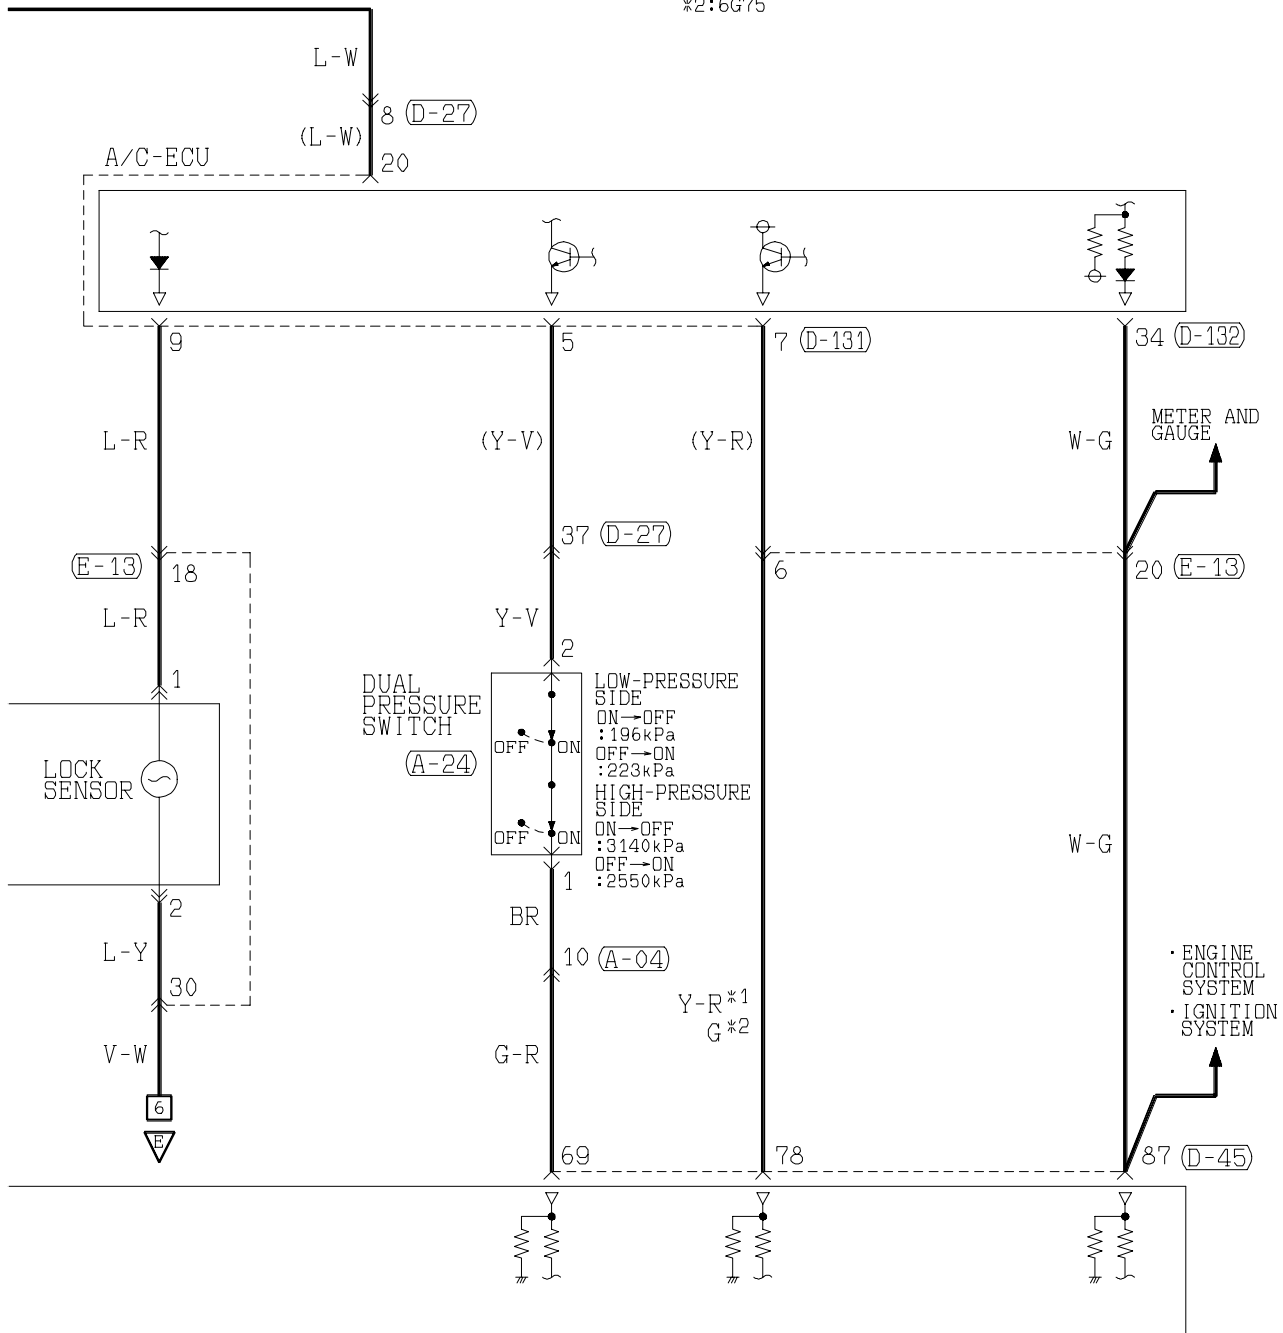 *2:6G75
L-W
8 (D-27)
(L-W)
20
A/C-ECU
9
5
7 (D-131)
34 (D-132)
METER AND
GAUGE
L-R
(Y-V)
(Y-R)
W-G
37 (D-27)
(E-13)
18
6
20 (E-13)
L-R
Y-V
1
2
DUAL
PRESSURE
SWITCH
(A-24)
OFF
ON
OFF
ON
LOW-PRESSURE
SIDE
ON→OFF
:196kPa
OFF→ON
:223kPa
HIGH-PRESSURE
SIDE
ON→OFF
:3140kPa
OFF→ON
:2550kPa
LOCK
SENSOR
W-G
2
1
BR
L-Y
10 (A-04)
30
Y-R*1
G*2
· ENGINE
CONTROL
SYSTEM
· IGNITION
SYSTEM
V-W
G-R
6
E
69
78
87 (D-45)